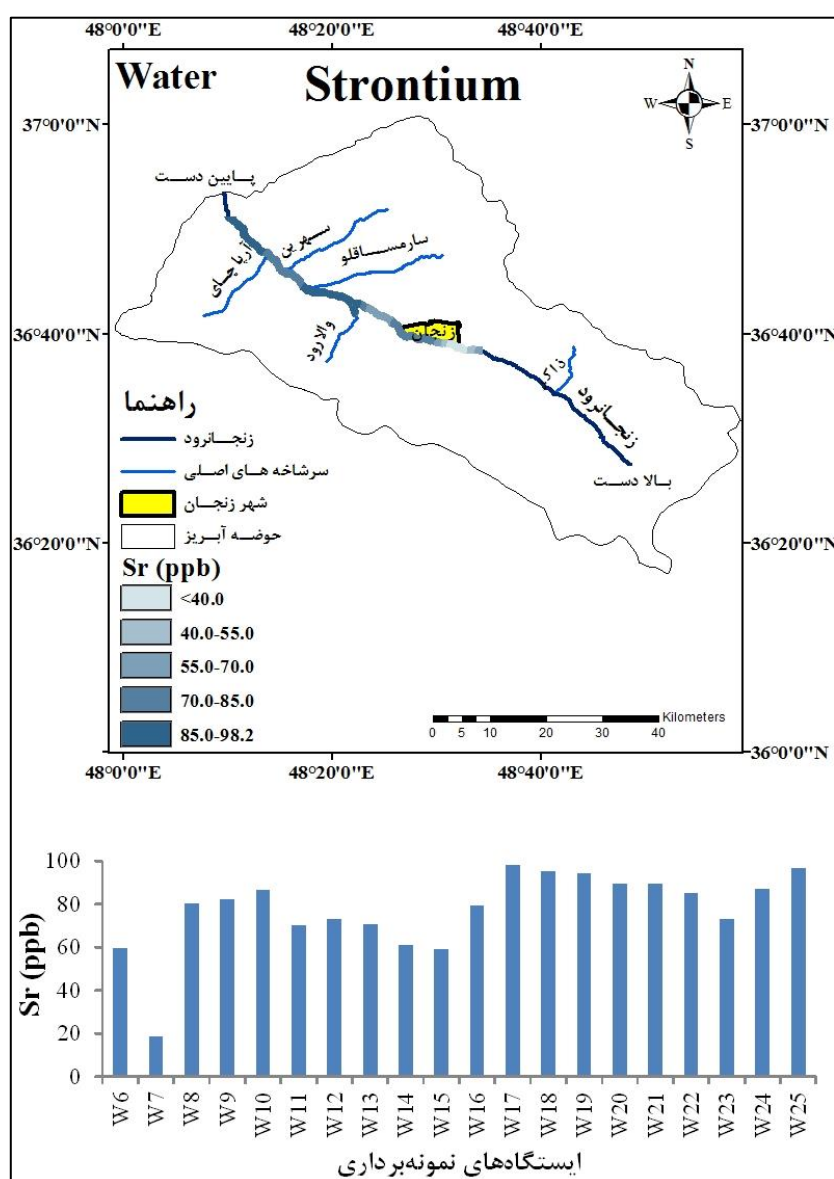 48°0'0"E 48°20'0"E 48°40'0"E
Water Strontium
N
W E
S
37°0'0"N 37°0'0"N
پایین دست
سهرین
سارمساقلو
آرپا چای
والارود
36°40'0"N 36°40'0"N
زنجان
زاک
زنجانرود
بالا دست
راهنما
زنجانرود
سرشاخه های اصلی
شهر زنجان
حوضه آبریز
36°20'0"N 36°20'0"N
Sr (ppb)
<40.0
40.0-55.0
55.0-70.0
70.0-85.0
85.0-98.2
Kilometers
0 5 10 20 30 40
36°0'0"N
48°0'0"E 48°20'0"E 48°40'0"E
Sr (ppb)
100
80
60
40
20
0
W6 W7 W8 W9 W10 W11 W12 W13 W14 W15 W16 W17 W18 W19 W20 W21 W22 W23 W24 W25
ایستگاه‌های نمونه‌برداری